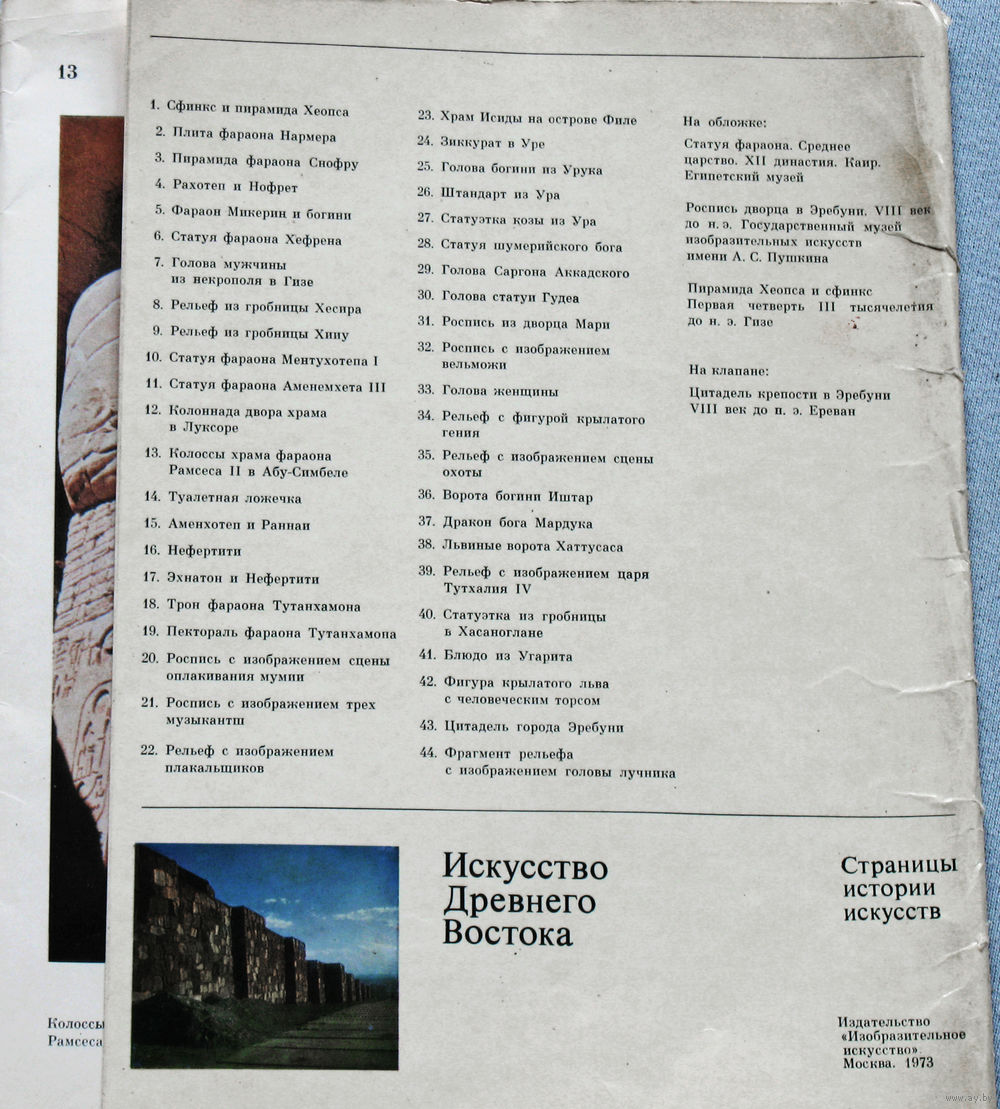 13
1. Сфинкс и пирамида Хеопса
2. Плита фараона Нармера
3. Пирамида фараона Снофру
4. Рахотеп и Нофрет
5. Фараон Микерин и богини
6. Статуя фараона Хефрена
7. Голова мужчины
из некрополя в Гизе
8. Рельеф из гробницы Хесира
9. Рельеф из гробницы Хину
10. Статуя фараона Ментухотепа I
11. Статуя фараона Аменемхета III
12. Колоннада двора храма
в Луксоре
13. Колоссы храма фараона
Рамсеса II в Абу-Симбеле
14. Туалетная ложечка
15. Аменхотеп и Раннаи
16. Нефертити
17. Эхнатон и Нефертити
18. Трон фараона Тутанхамона
19. Пектораль фараона Тутанхамона
20. Роспись с изображением сцены
оплакивания мумии
21. Роспись с изображением трех
музыкантш
22. Рельеф с изображением
плакальщиков
23. Храм Исиды на острове Филе
24. Зиккурат в Уре
25. Голова богини из Урука
26. Штандарт из Ура
27. Статуэтка козы из Ура
28. Статуя шумерийского бога
29. Голова Саргона Аккадского
30. Голова статуи Гудеа
31. Роспись из дворца Мари
32. Роспись с изображением
вельможи
33. Голова женщины
34. Рельеф с фигурой крылатого
гения
35. Рельеф с изображением сцены
охоты
36. Ворота богини Иштар
37. Дракон бога Мардука
38. Львиные ворота Хаттусаса
39. Рельеф с изображением царя
Тутхалия IV
40. Статуэтка из гробницы
в Хасаноглане
41. Блюдо из Угарита
42. Фигура крылатого льва
с человеческим торсом
43. Цитадель города Эребуни
44. Фрагмент рельефа
с изображением головы лучника
На обложке:
Статуя фараона. Среднее
царство. XII династия. Каир.
Египетский музей
Роспись дворца в Эребуни. VIII век
до н. э. Государственный музей
изобразительных искусств
имени А. С. Пушкина
Пирамида Хеопса и сфинкс
Первая четверть III тысячелетия
до н. э. Гизе
На клапане:
Цитадель крепости в Эребуни
VIII век до н. э. Ереван
Искусство
Древнего
Востока
Страницы
истории
искусств
Издательство
«Изобразительное
искусство».
Москва. 1973
Колоссы
Рамсеса
www.ay.by